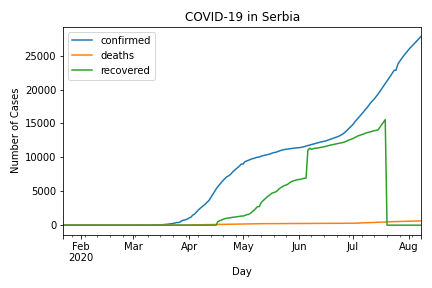 COVID-19 in Serbia
confirmed
deaths
recovered
Number of Cases
25000
20000
15000
10000
5000
0
Feb Mar Apr May Jun Jul Aug
2020
Day